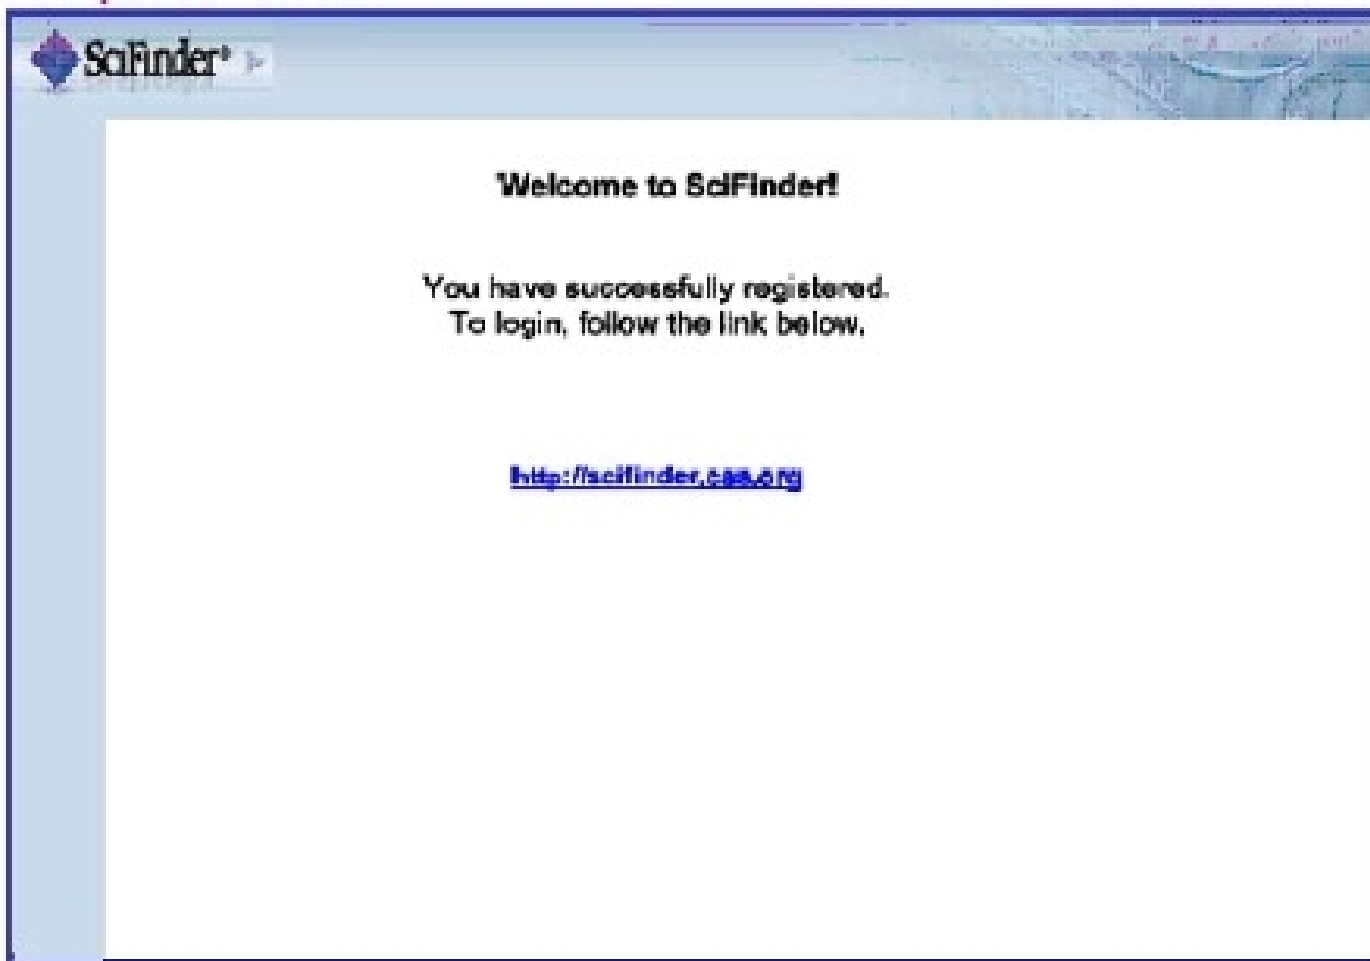 SciFinder®
Welcome to SciFinder!
You have successfully registered.
To login, follow the link below.
http://scifinder.cas.org